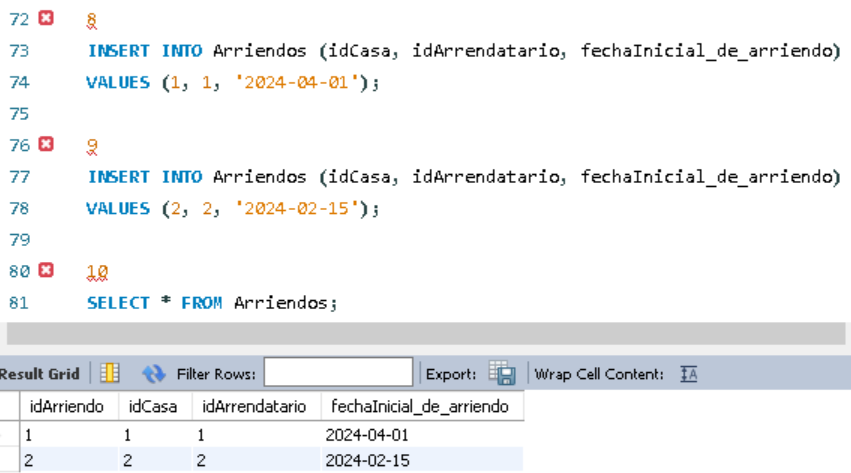 72 8
73 INSERT INTO Arriendos (idCasa, idArrendatario, fechaInicial_de_arriendo)
74 VALUES (1, 1, '2024-04-01');
75
76 9
77 INSERT INTO Arriendos (idCasa, idArrendatario, fechaInicial_de_arriendo)
78 VALUES (2, 2, '2024-02-15');
79
80 10
81 SELECT * FROM Arriendos;
Result Grid Filter Rows: Export: Wrap Cell Content: IA
idArriendo idCasa idArrendatario fechaInicial_de_arriendo
1 1 1 2024-04-01
2 2 2 2024-02-15